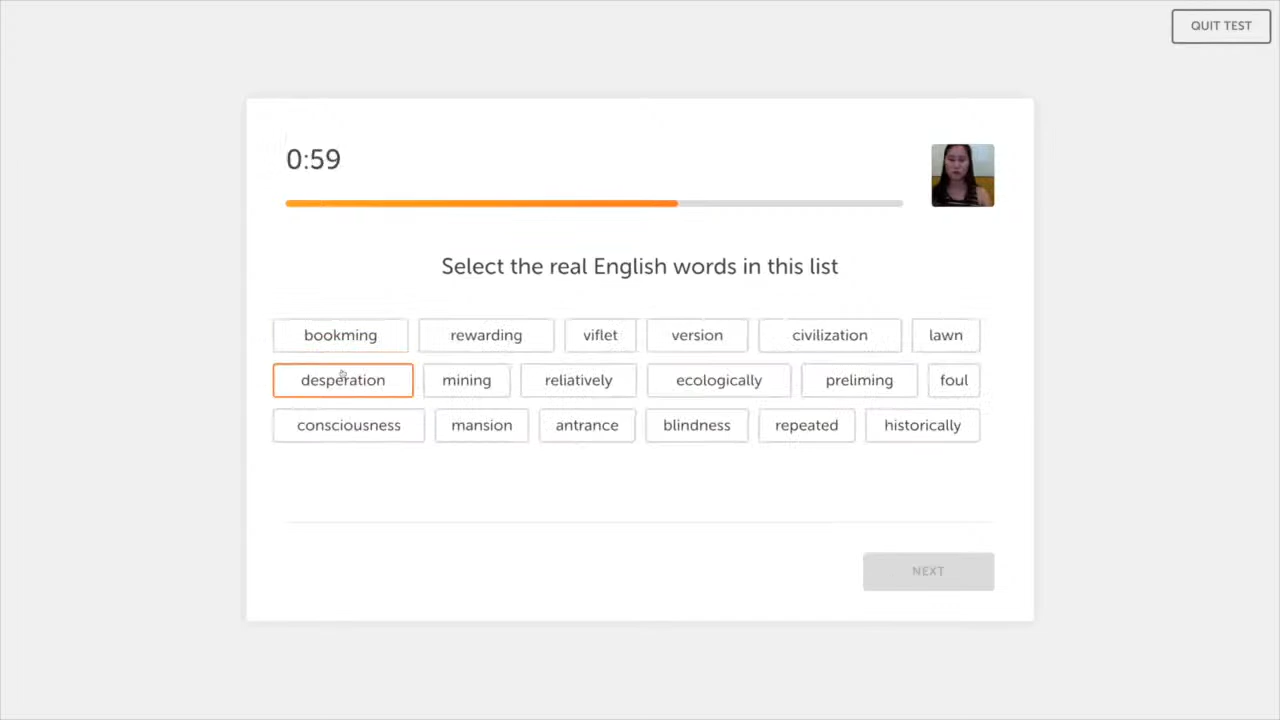 QUIT TEST
0:59
Select the real English words in this list
bookming rewarding viflet version civilization lawn
desperation mining reliatively ecologically preliming foul
consciousness mansion antrance blindness repeated historically
NEXT